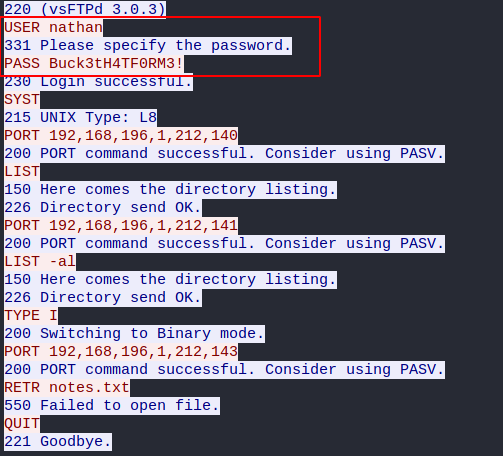 220 (vsFTPd 3.0.3)
USER nathan
331 Please specify the password.
PASS Buck3tH4TF0RM3!
230 Login successful.
SYST
215 UNIX Type: L8
PORT 192,168,196,1,212,140
200 PORT command successful. Consider using PASV.
LIST
150 Here comes the directory listing.
226 Directory send OK.
PORT 192,168,196,1,212,141
200 PORT command successful. Consider using PASV.
LIST -al
150 Here comes the directory listing.
226 Directory send OK.
TYPE I
200 Switching to Binary mode.
PORT 192,168,196,1,212,143
200 PORT command successful. Consider using PASV.
RETR notes.txt
550 Failed to open file.
QUIT
221 Goodbye.